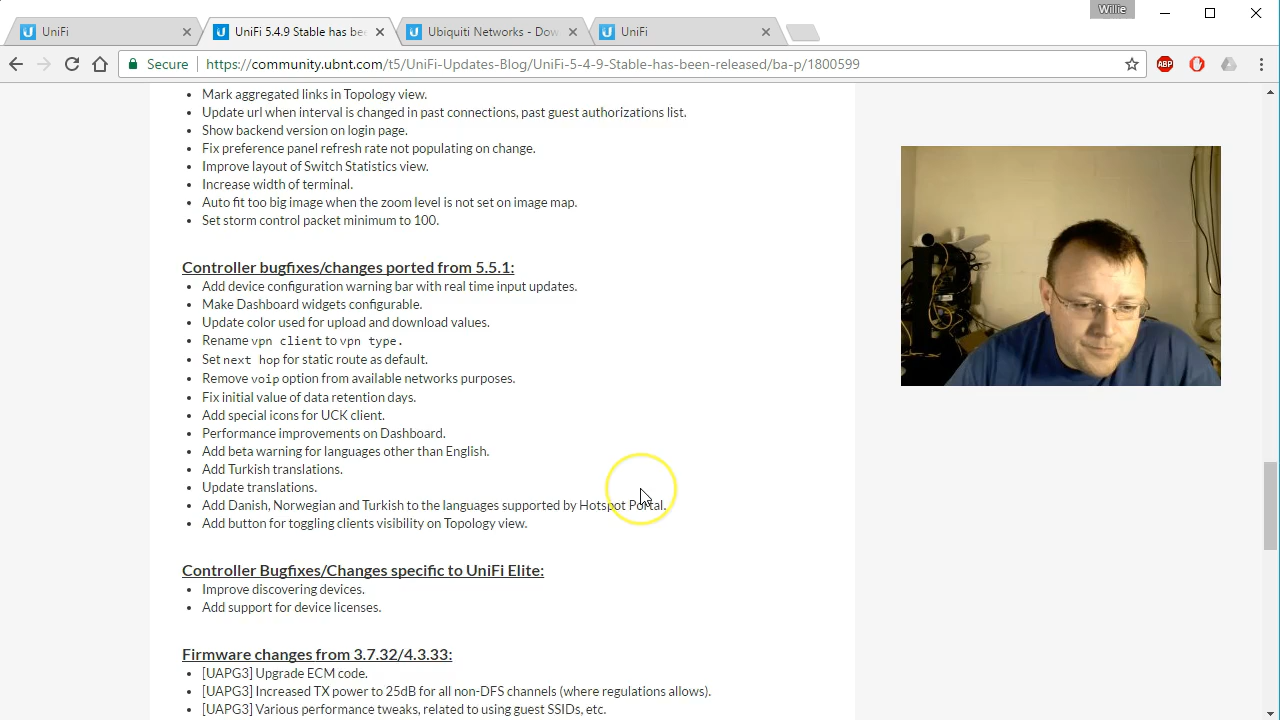 Willie
UniFi
UniFi 5.4.9 Stable has be
Ubiquiti Networks - Dow
UniFi
Secure
https://community.ubnt.com/t5/UniFi-Updates-Blog/UniFi-5-4-9-Stable-has-been-released/ba-p/1800599
ABP
Mark aggregated links in Topology view.
Update url when interval is changed in past connections, past guest authorizations list.
Show backend version on login page.
Fix preference panel refresh rate not populating on change.
Improve layout of Switch Statistics view.
Increase width of terminal.
Auto fit too big image when the zoom level is not set on image map.
Set storm control packet minimum to 100.
Controller bugfixes/changes ported from 5.5.1:
Add device configuration warning bar with real time input updates.
Make Dashboard widgets configurable.
Update color used for upload and download values.
Rename vpn client to vpn type.
Set next hop for static route as default.
Remove voip option from available networks purposes.
Fix initial value of data retention days.
Add special icons for UCK client.
Performance improvements on Dashboard.
Add beta warning for languages other than English.
Add Turkish translations.
Update translations.
Add Danish, Norwegian and Turkish to the languages supported by Hotspot Portal.
Add button for toggling clients visibility on Topology view.
Controller Bugfixes/Changes specific to UniFi Elite:
Improve discovering devices.
Add support for device licenses.
Firmware changes from 3.7.32/4.3.33:
[UAPG3] Upgrade ECM code.
[UAPG3] Increased TX power to 25dB for all non-DFS channels (where regulations allows).
[UAPG3] Various performance tweaks, related to using guest SSIDs, etc.